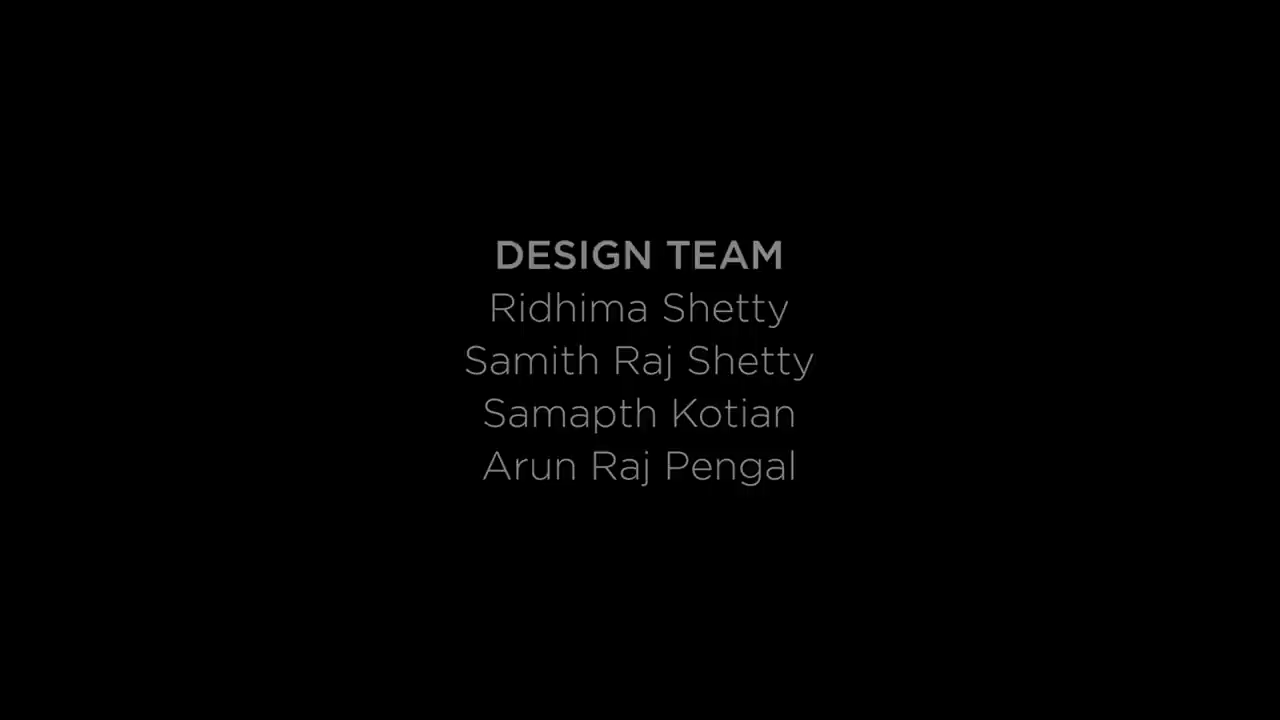 DESIGN TEAM
Ridhima Shetty
Samith Raj Shetty
Samapth Kotian
Arun Raj Pengal